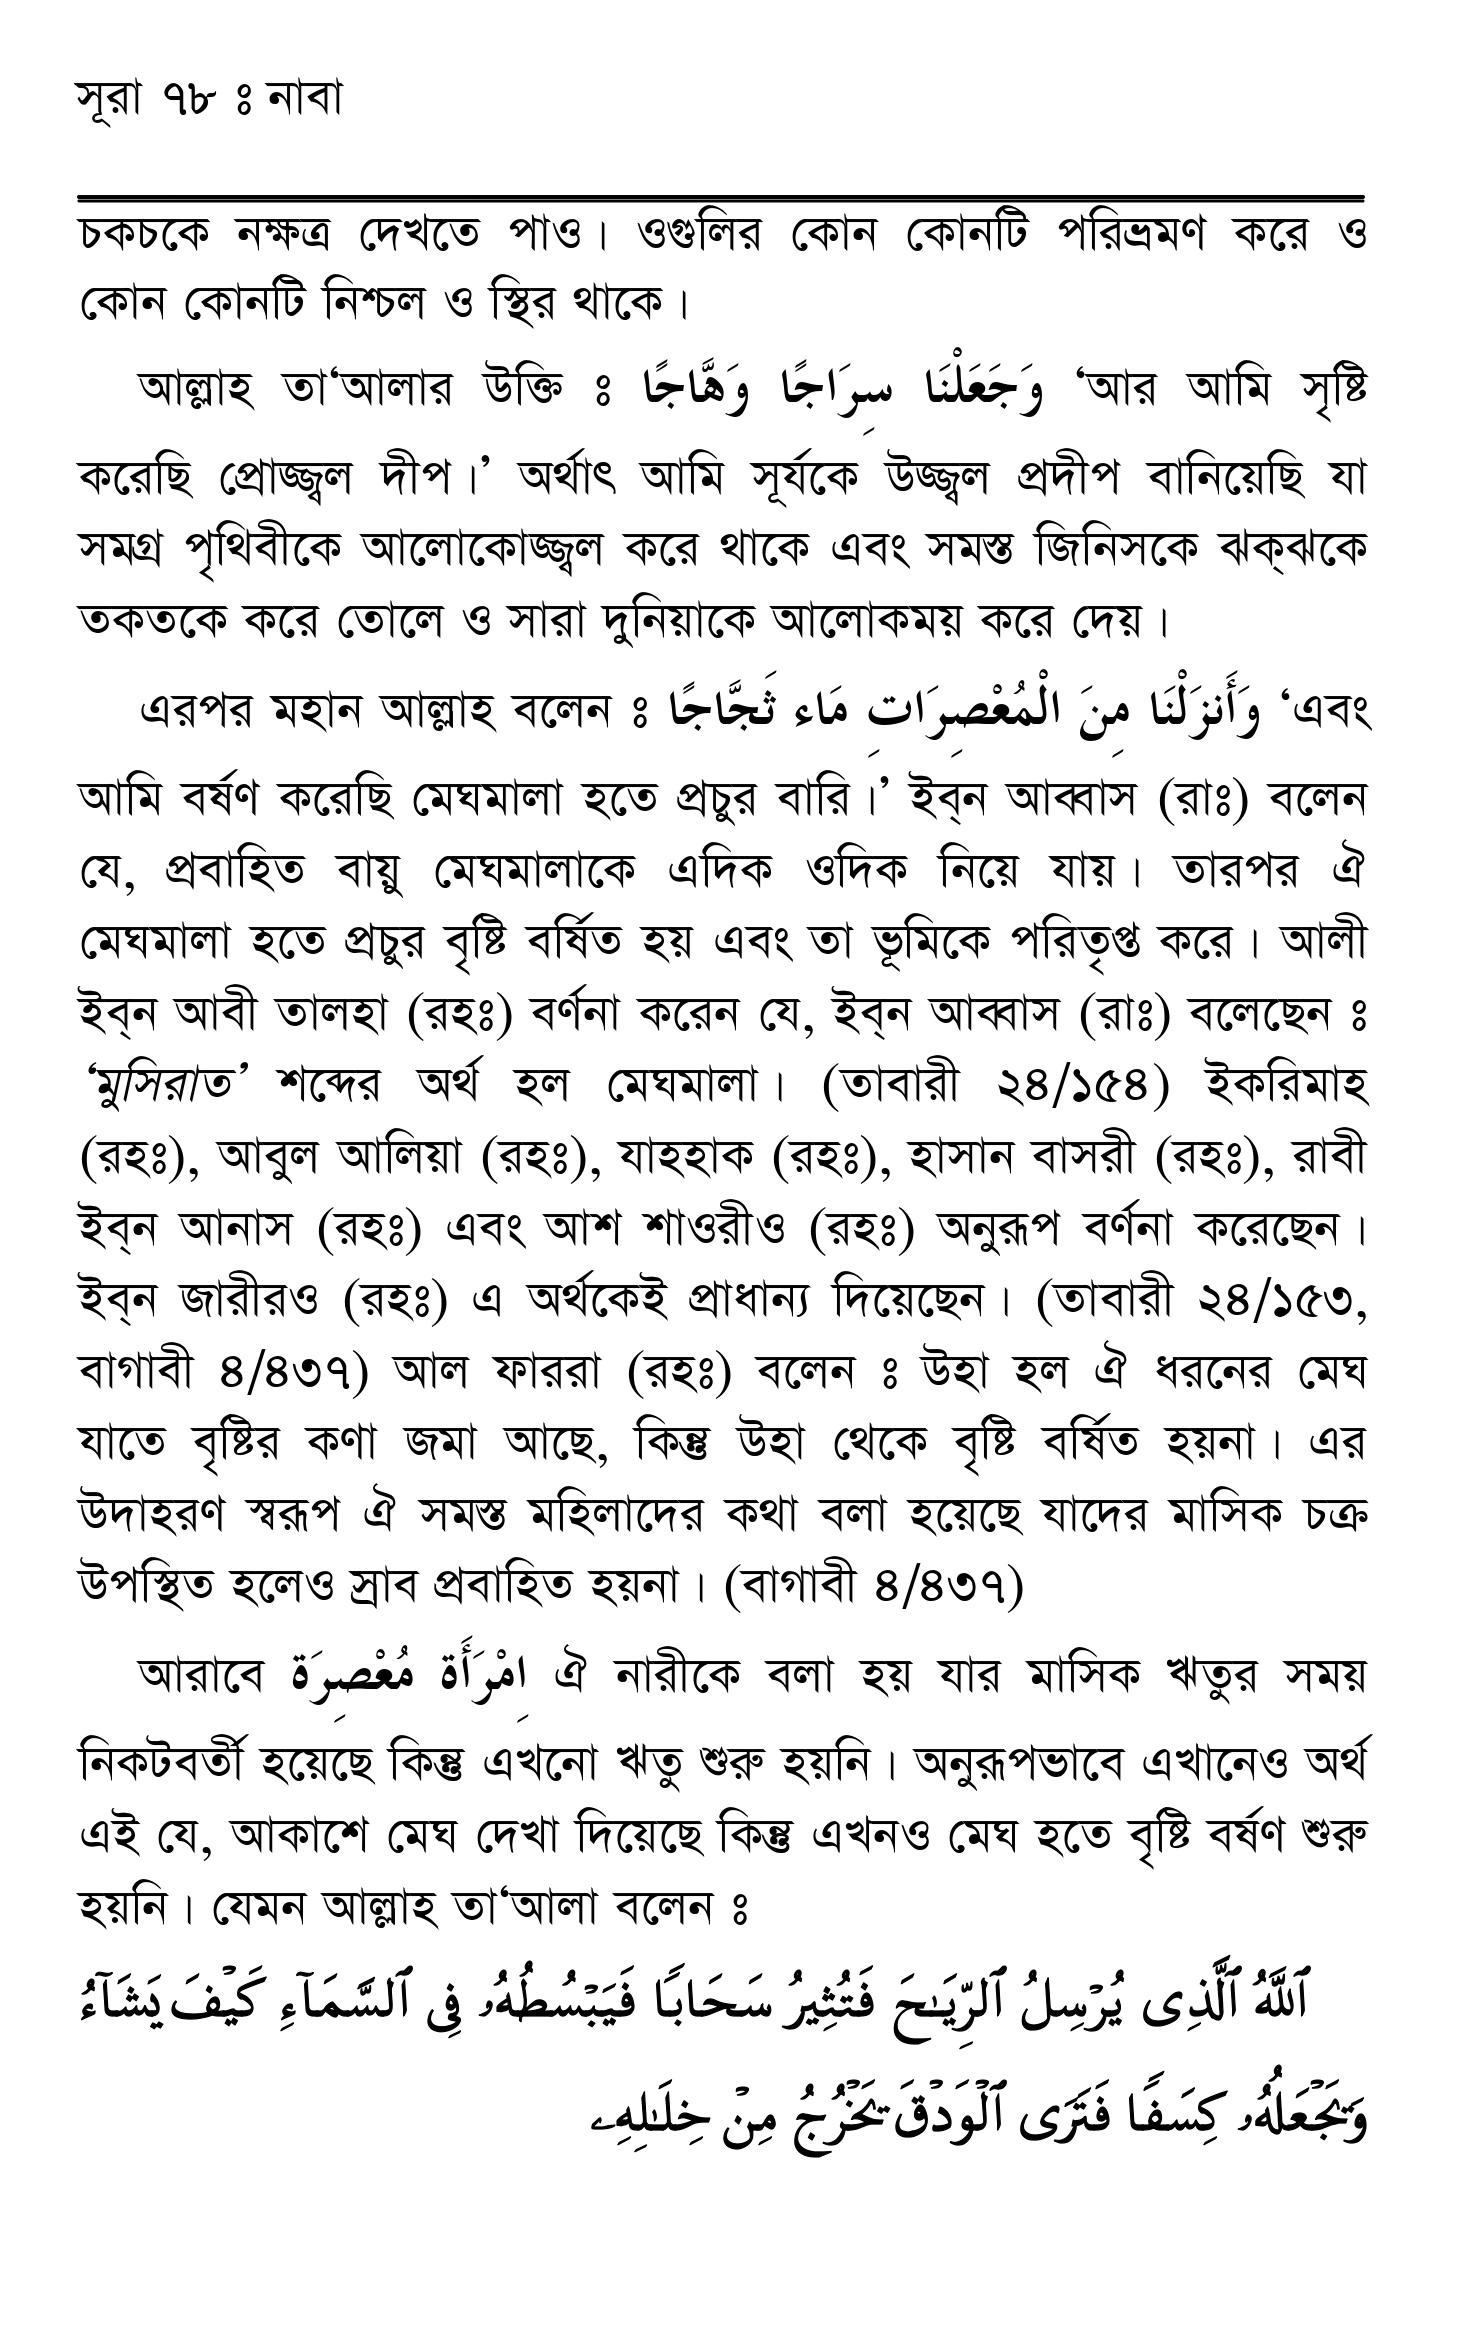 সূরা ৭৮ ঃ নাবা
চকচকে নক্ষত্র দেখতে পাও। ওগুলির কোন কোনটি পরিভ্রমণ করে ও
কোন কোনটি নিশ্চল ও স্থির থাকে।
আল্লাহ তা‘আলার উক্তি ঃ وَجَعَلْنَا سِرَاجًا وَهَّاجًا ‘আর আমি সৃষ্টি
করেছি প্রোজ্জ্বল দীপ।’ অর্থাৎ আমি সূর্যকে উজ্জ্বল প্রদীপ বানিয়েছি যা
সমগ্র পৃথিবীকে আলোকোজ্জ্বল করে থাকে এবং সমস্ত জিনিসকে ঝক্‌ঝকে
তকতকে করে তোলে ও সারা দুনিয়াকে আলোকময় করে দেয়।
এরপর মহান আল্লাহ বলেন ঃ وَأَنزَلْنَا مِنَ الْمُعْصِرَاتِ مَاء ثَجَّاجًا ‘এবং
আমি বর্ষণ করেছি মেঘমালা হতে প্রচুর বারি।’ ইব্‌ন আব্বাস (রাঃ) বলেন
যে, প্রবাহিত বায়ু মেঘমালাকে এদিক ওদিক নিয়ে যায়। তারপর ঐ
মেঘমালা হতে প্রচুর বৃষ্টি বর্ষিত হয় এবং তা ভূমিকে পরিতৃপ্ত করে। আলী
ইব্‌ন আবী তালহা (রহঃ) বর্ণনা করেন যে, ইব্‌ন আব্বাস (রাঃ) বলেছেন ঃ
‘মুসিরাত’ শব্দের অর্থ হল মেঘমালা। (তাবারী ২৪/১৫৪) ইকরিমাহ
(রহঃ), আবুল আলিয়া (রহঃ), যাহহাক (রহঃ), হাসান বাসরী (রহঃ), রাবী
ইব্‌ন আনাস (রহঃ) এবং আশ শাওরীও (রহঃ) অনুরূপ বর্ণনা করেছেন।
ইব্‌ন জারীরও (রহঃ) এ অর্থকেই প্রাধান্য দিয়েছেন। (তাবারী ২৪/১৫৩,
বাগাবী ৪/৪৩৭) আল ফাররা (রহঃ) বলেন ঃ উহা হল ঐ ধরনের মেঘ
যাতে বৃষ্টির কণা জমা আছে, কিন্তু উহা থেকে বৃষ্টি বর্ষিত হয়না। এর
উদাহরণ স্বরূপ ঐ সমস্ত মহিলাদের কথা বলা হয়েছে যাদের মাসিক চক্র
উপস্থিত হলেও স্রাব প্রবাহিত হয়না। (বাগাবী ৪/৪৩৭)
আরাবে اِمْرَأَة مُعْصِرَة ঐ নারীকে বলা হয় যার মাসিক ঋতুর সময়
নিকটবর্তী হয়েছে কিন্তু এখনো ঋতু শুরু হয়নি। অনুরূপভাবে এখানেও অর্থ
এই যে, আকাশে মেঘ দেখা দিয়েছে কিন্তু এখনও মেঘ হতে বৃষ্টি বর্ষণ শুরু
হয়নি। যেমন আল্লাহ তা‘আলা বলেন ঃ
ٱللَّهُ ٱلَّذِى يُرْسِلُ ٱلرِّيَـٰحَ فَتُثِيرُ سَحَابًا فَيَبْسُطُهُۥ فِى ٱلسَّمَآءِ كَيْفَ يَشَآءُ
وَيَجْعَلُهُۥ كِسَفًا فَتَرَى ٱلْوَدْقَ يَخْرُجُ مِنْ خِلَـٰلِهِۦ